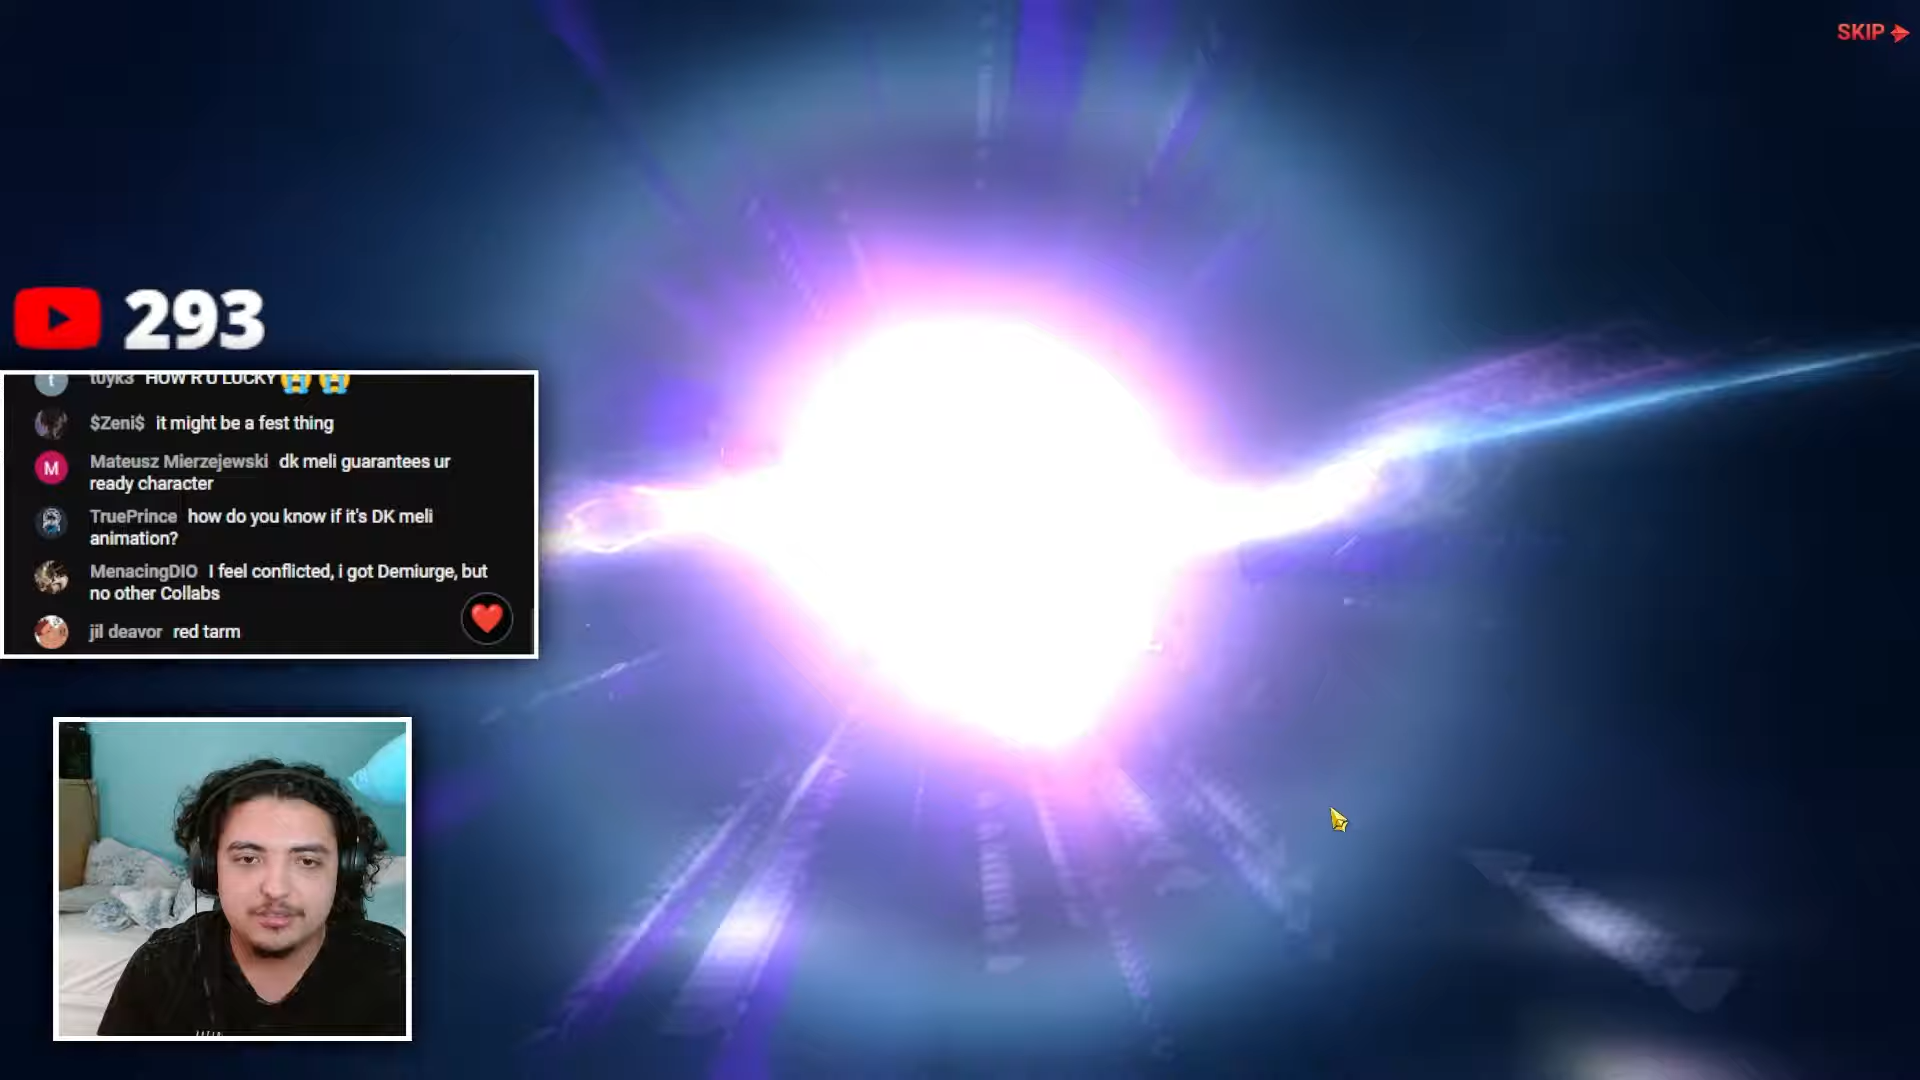 SKIP
293
tuyk3 HOW R U LUCKY 😭 😭
$Zeni$ it might be a fest thing
M
Mateusz Mierzejewski dk meli guarantees ur
ready character
TruePrince how do you know if it's DK meli
animation?
MenacingDIO I feel conflicted, i got Demiurge, but
no other Collabs
jil deavor red tarm